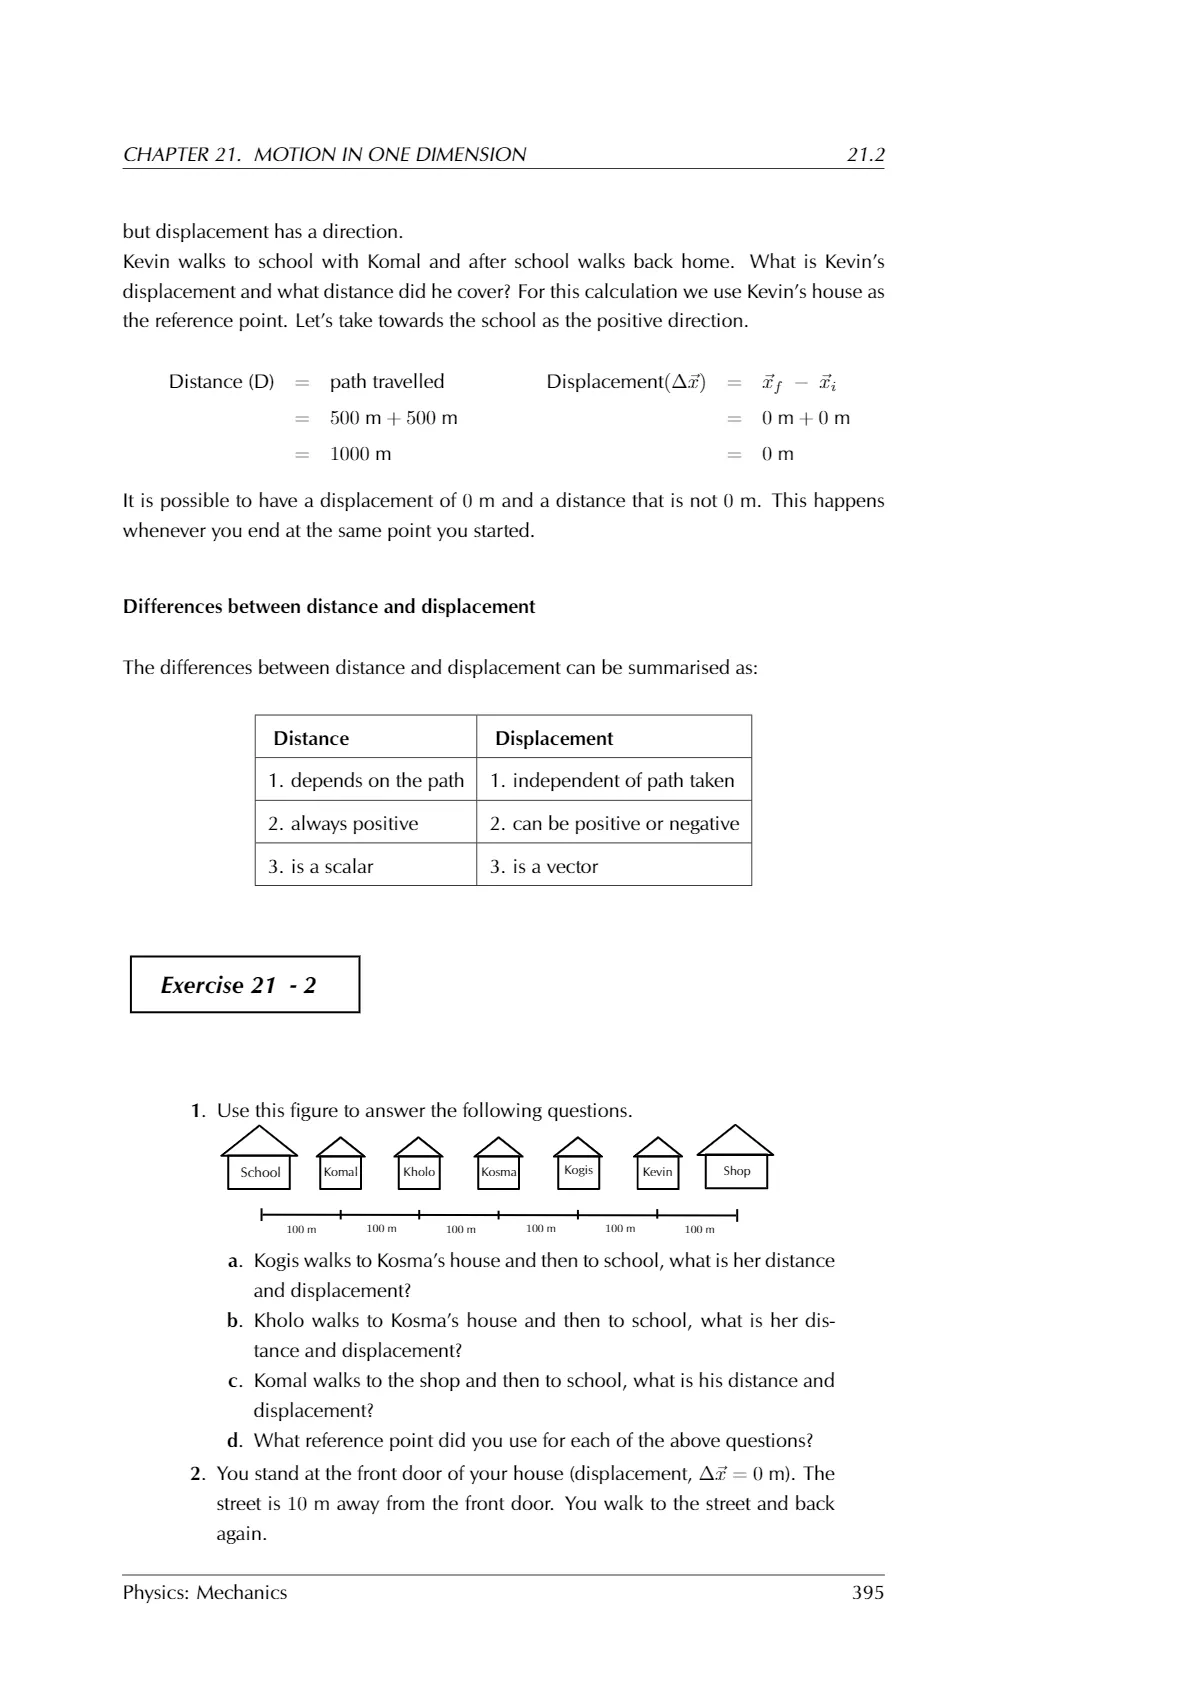 CHAPTER 21. MOTION IN ONE DIMENSION 21.2
but displacement has a direction.
Kevin walks to school with Komal and after school walks back home. What is Kevin's
displacement and what distance did he cover? For this calculation we use Kevin's house as
the reference point. Let's take towards the school as the positive direction.
Distance (D) = path travelled Displacement(Δx⃗) = x⃗f − x⃗i
= 500 m + 500 m = 0 m + 0 m
= 1000 m = 0 m
It is possible to have a displacement of 0 m and a distance that is not 0 m. This happens
whenever you end at the same point you started.
Differences between distance and displacement
The differences between distance and displacement can be summarised as:
Distance Displacement
1. depends on the path 1. independent of path taken
2. always positive 2. can be positive or negative
3. is a scalar 3. is a vector
Exercise 21 - 2
1. Use this figure to answer the following questions.
School Komal Kholo Kosma Kogis Kevin Shop
100 m 100 m 100 m 100 m 100 m 100 m
a. Kogis walks to Kosma's house and then to school, what is her distance
and displacement?
b. Kholo walks to Kosma's house and then to school, what is her dis-
tance and displacement?
c. Komal walks to the shop and then to school, what is his distance and
displacement?
d. What reference point did you use for each of the above questions?
2. You stand at the front door of your house (displacement, Δx⃗ = 0 m). The
street is 10 m away from the front door. You walk to the street and back
again.
Physics: Mechanics 395